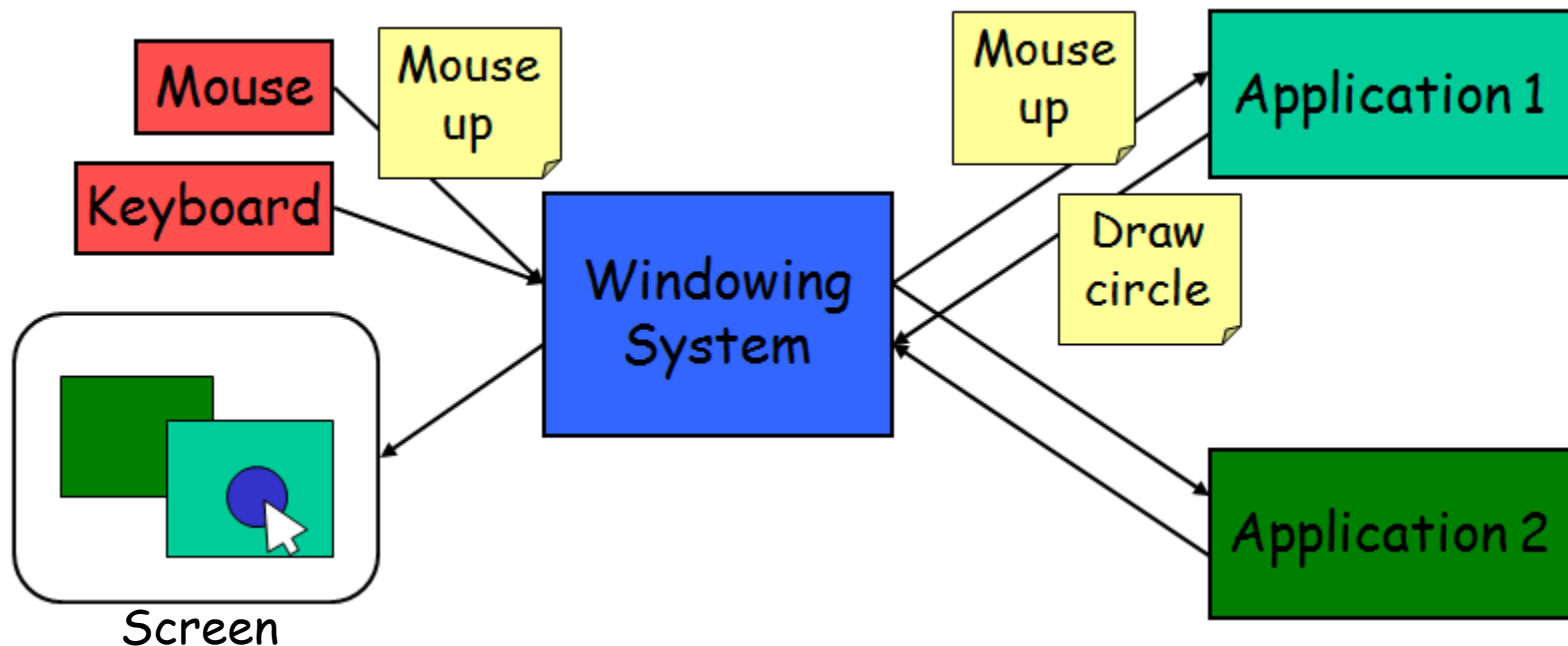 Mouse
Mouse
up
Keyboard
Mouse
up
Application 1
Windowing
System
Draw
circle
Application 2
Screen